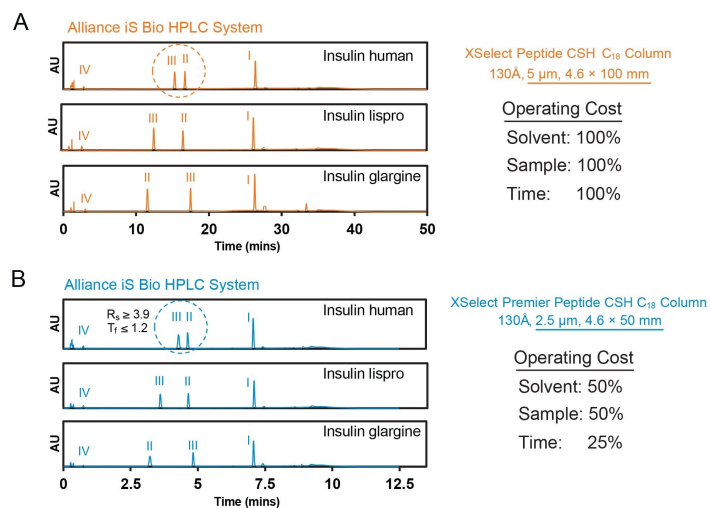 A
Alliance iS Bio HPLC System
AU
IV
III
II
I
Insulin human
AU
IV
III
II
I
Insulin lispro
AU
IV
II
III
I
Insulin glargine
0 10 20 30 40 50
Time (mins)
XSelect Peptide CSH C₁₈ Column
130Å, 5 µm, 4.6 × 100 mm
Operating Cost
Solvent: 100%
Sample: 100%
Time: 100%
B
Alliance iS Bio HPLC System
AU
Rₛ ≥ 3.9
T_f ≤ 1.2
IV
III
II
I
Insulin human
AU
IV
III
II
I
Insulin lispro
AU
IV
II
III
I
Insulin glargine
0 2.5 5 7.5 10 12.5
Time (mins)
XSelect Premier Peptide CSH C₁₈ Column
130Å, 2.5 µm, 4.6 × 50 mm
Operating Cost
Solvent: 50%
Sample: 50%
Time: 25%